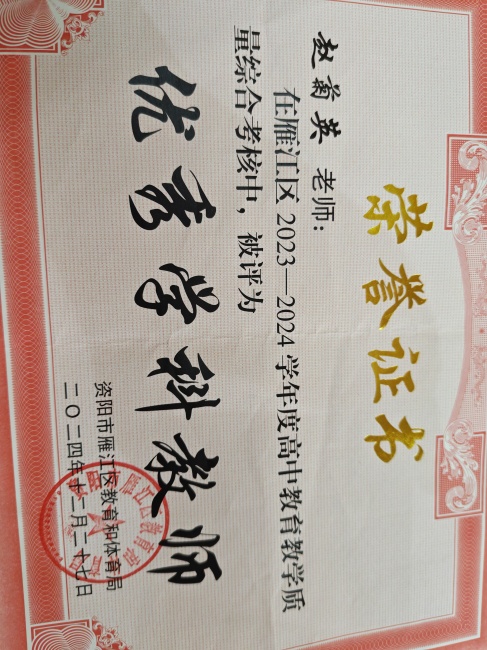 荣誉证书
赵菊英 老师：
在雁江区 2023—2024 学年度高中教育教学质
量综合考核中，被评为
优秀学科教师
资阳市雁江区教育和体育局
二〇二四年十二月二十七日